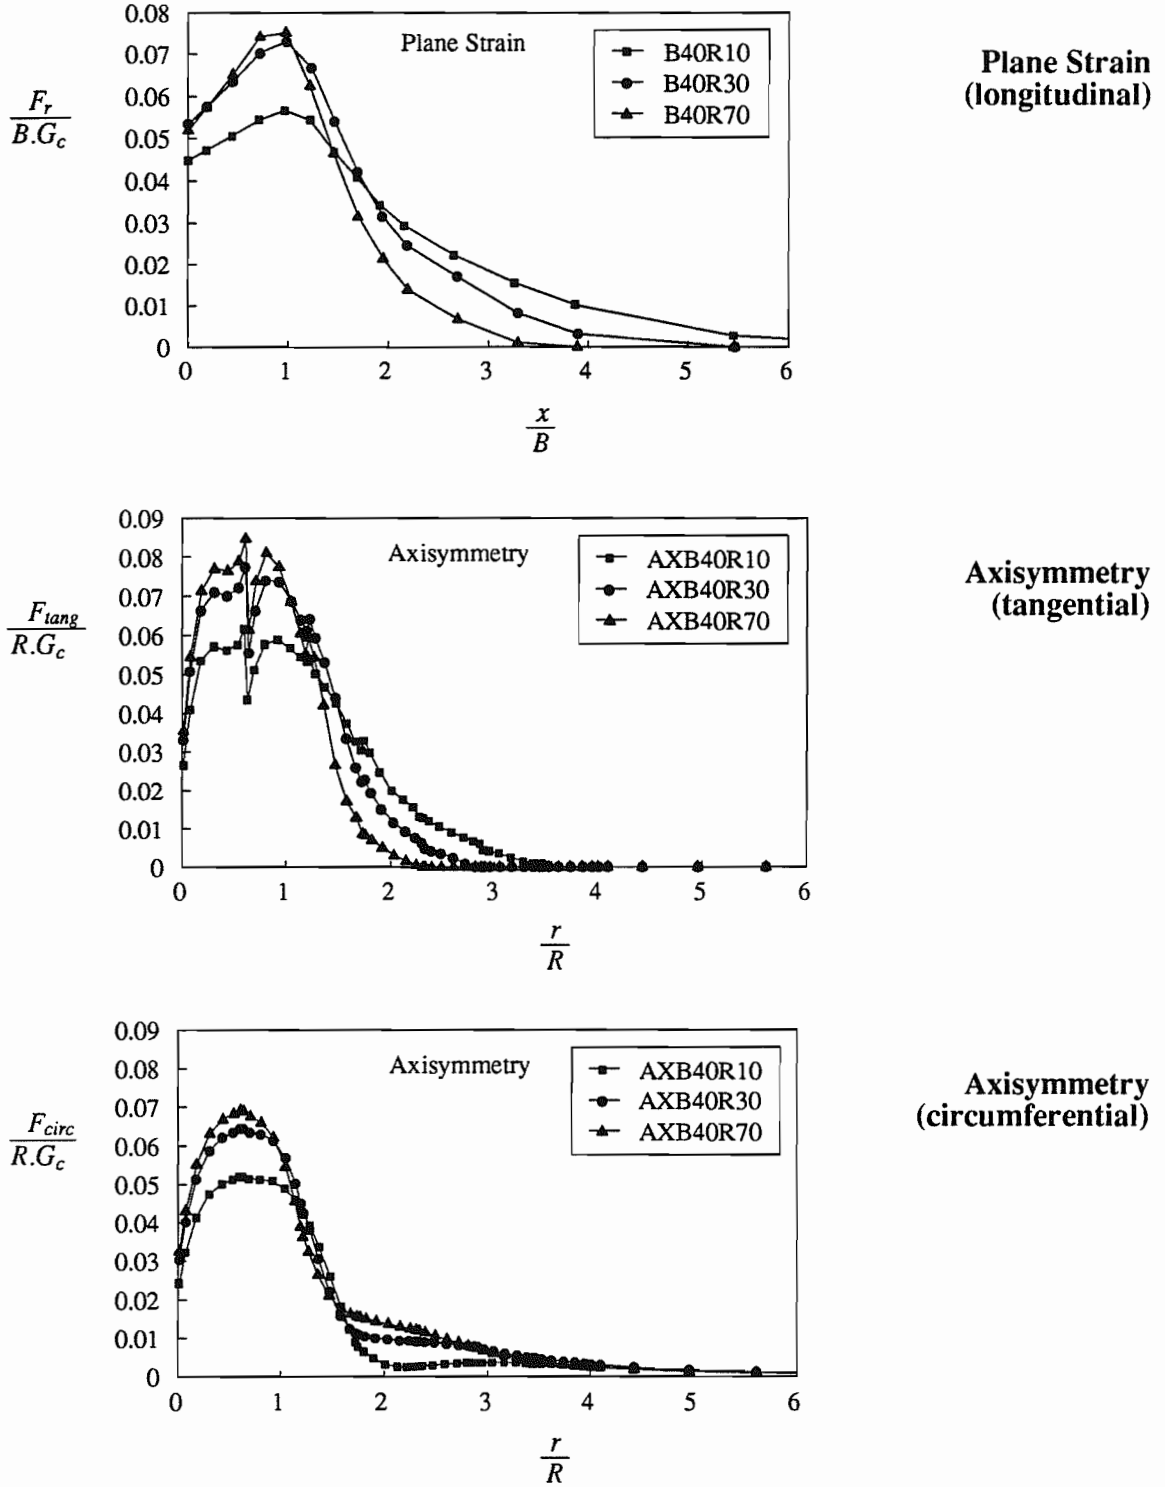 0.08
0.07
0.06
0.05
0.04
0.03
0.02
0.01
0
F_r
B.G_c
Plane Strain
B40R10
B40R30
B40R70
Plane Strain
(longitudinal)
0 1 2 3 4 5 6
x
B
0.09
0.08
0.07
0.06
0.05
0.04
0.03
0.02
0.01
0
F_tang
R.G_c
Axisymmetry
AXB40R10
AXB40R30
AXB40R70
Axisymmetry
(tangential)
0 1 2 3 4 5 6
r
R
0.09
0.08
0.07
0.06
0.05
0.04
0.03
0.02
0.01
0
F_circ
R.G_c
Axisymmetry
AXB40R10
AXB40R30
AXB40R70
Axisymmetry
(circumferential)
0 1 2 3 4 5 6
r
R